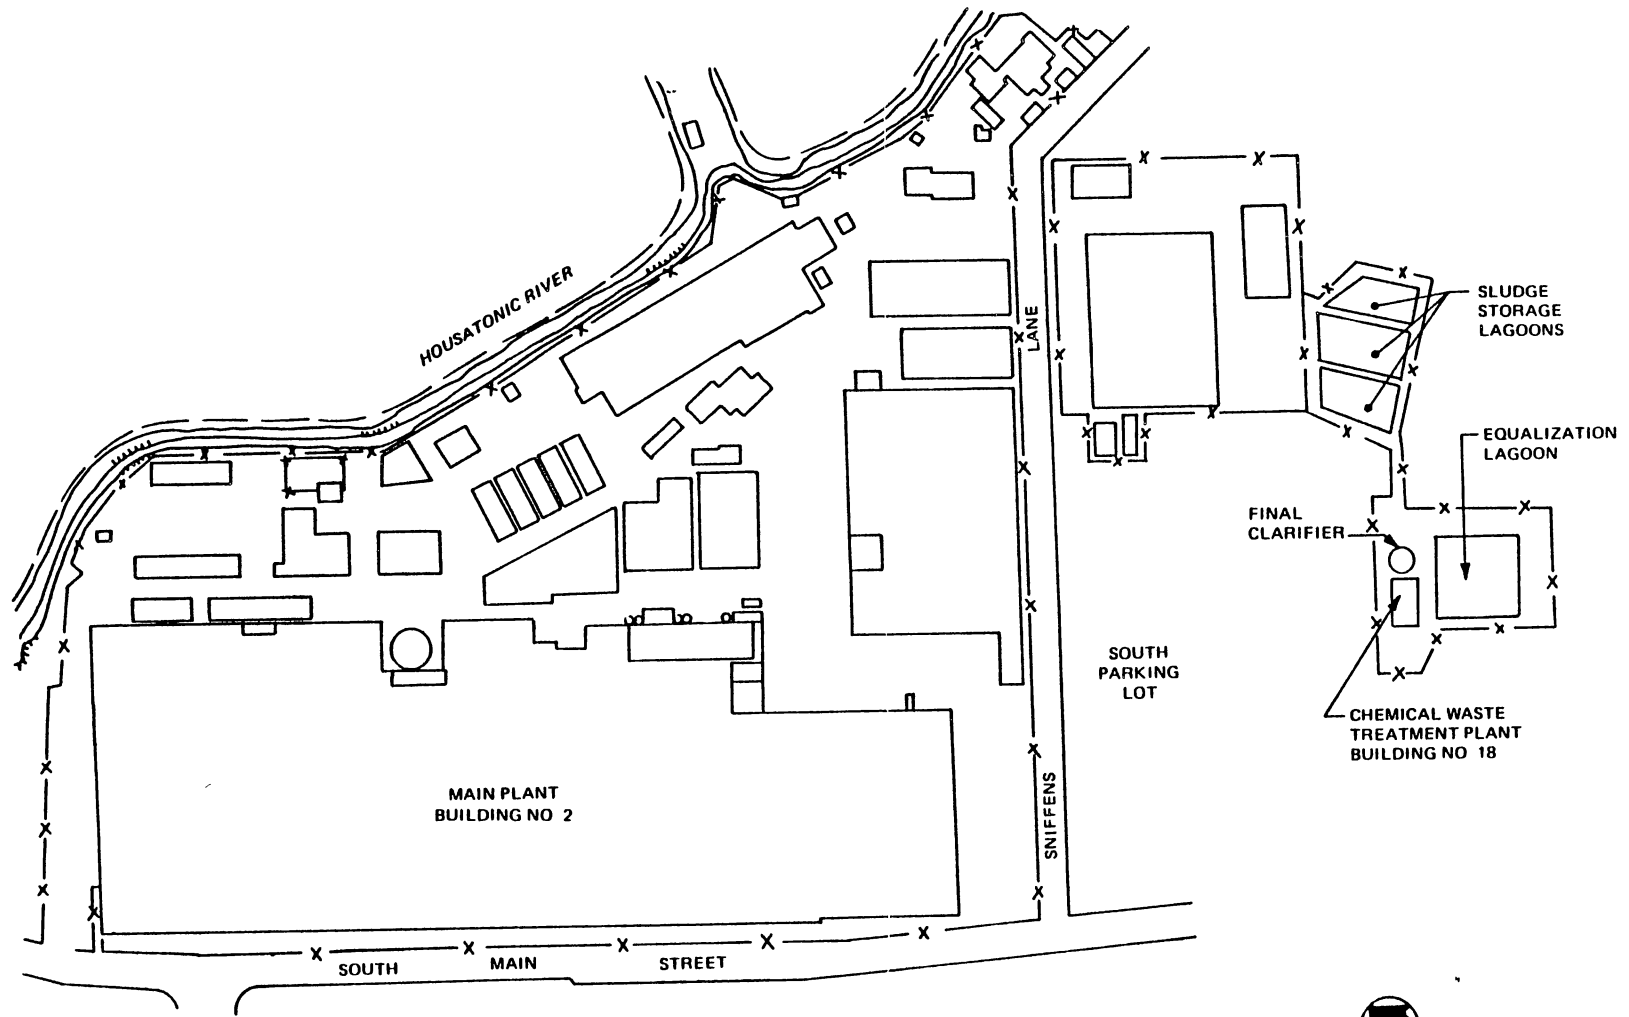 HOUSATONIC RIVER
LANE
SLUDGE
STORAGE
LAGOONS
EQUALIZATION
LAGOON
FINAL
CLARIFIER
SOUTH
PARKING
LOT
CHEMICAL WASTE
TREATMENT PLANT
BUILDING NO 18
MAIN PLANT
BUILDING NO 2
SNIFFENS
SOUTH MAIN STREET